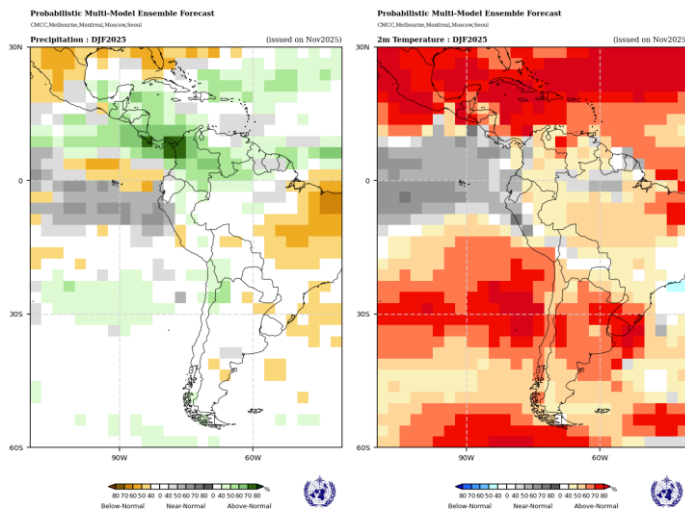 Probabilistic Multi-Model Ensemble Forecast
CMCC,Melbourne,Montreal,Moscow,Seoul
Precipitation : DJF2025 (issued on Nov2025)
30N
0
30S
60S
90W 60W
80 70 60 50 40 0 40 50 60 70 80 0 40 50 60 70 80 %
Below-Normal Near-Normal Above-Normal
Probabilistic Multi-Model Ensemble Forecast
CMCC,Melbourne,Montreal,Moscow,Seoul
2m Temperature : DJF2025 (issued on Nov2025)
30N
0
30S
60S
90W 60W
80 70 60 50 40 0 40 50 60 70 80 0 40 50 60 70 80 %
Below-Normal Near-Normal Above-Normal